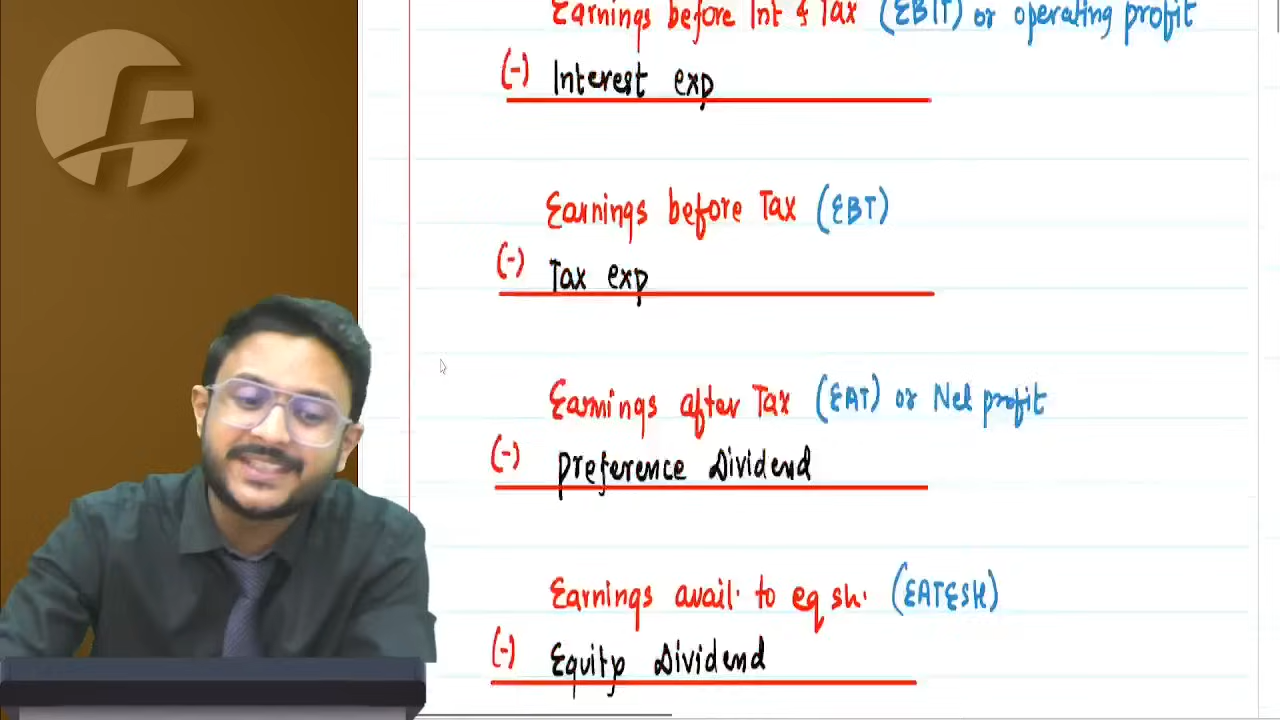 Earnings before Int & Tax (EBIT) or operating profit
(-) Interest exp
Earnings before Tax (EBT)
(-) Tax exp
Earnings after Tax (EAT) or Net profit
(-) Preference Dividend
Earnings avail. to eq sh. (EATESH)
(-) Equity Dividend